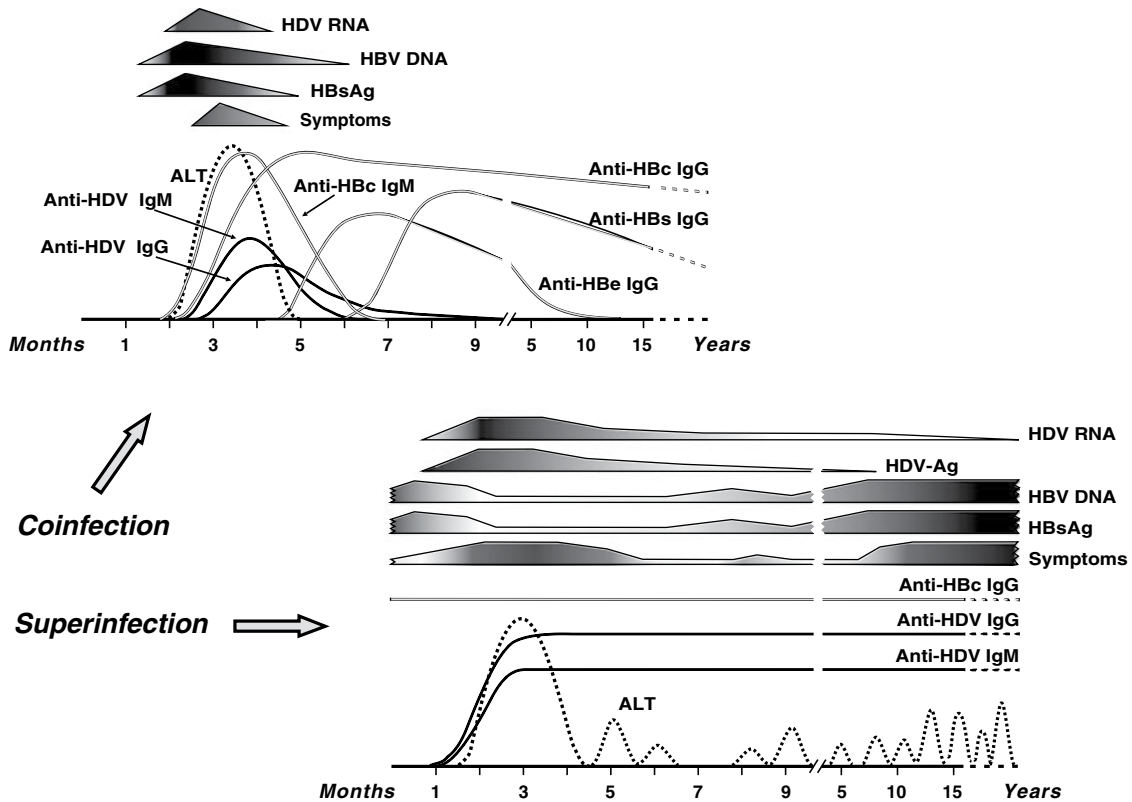 HDV RNA
HBV DNA
HBsAg
Symptoms
ALT
Anti-HBc IgG
Anti-HDV IgM
Anti-HBc IgM
Anti-HBs IgG
Anti-HDV IgG
Anti-HBe IgG
Months 1 3 5 7 9 5 10 15 Years
Coinfection
Superinfection
HDV RNA
HDV-Ag
HBV DNA
HBsAg
Symptoms
Anti-HBc IgG
Anti-HDV IgG
Anti-HDV IgM
ALT
Months 1 3 5 7 9 5 10 15 Years